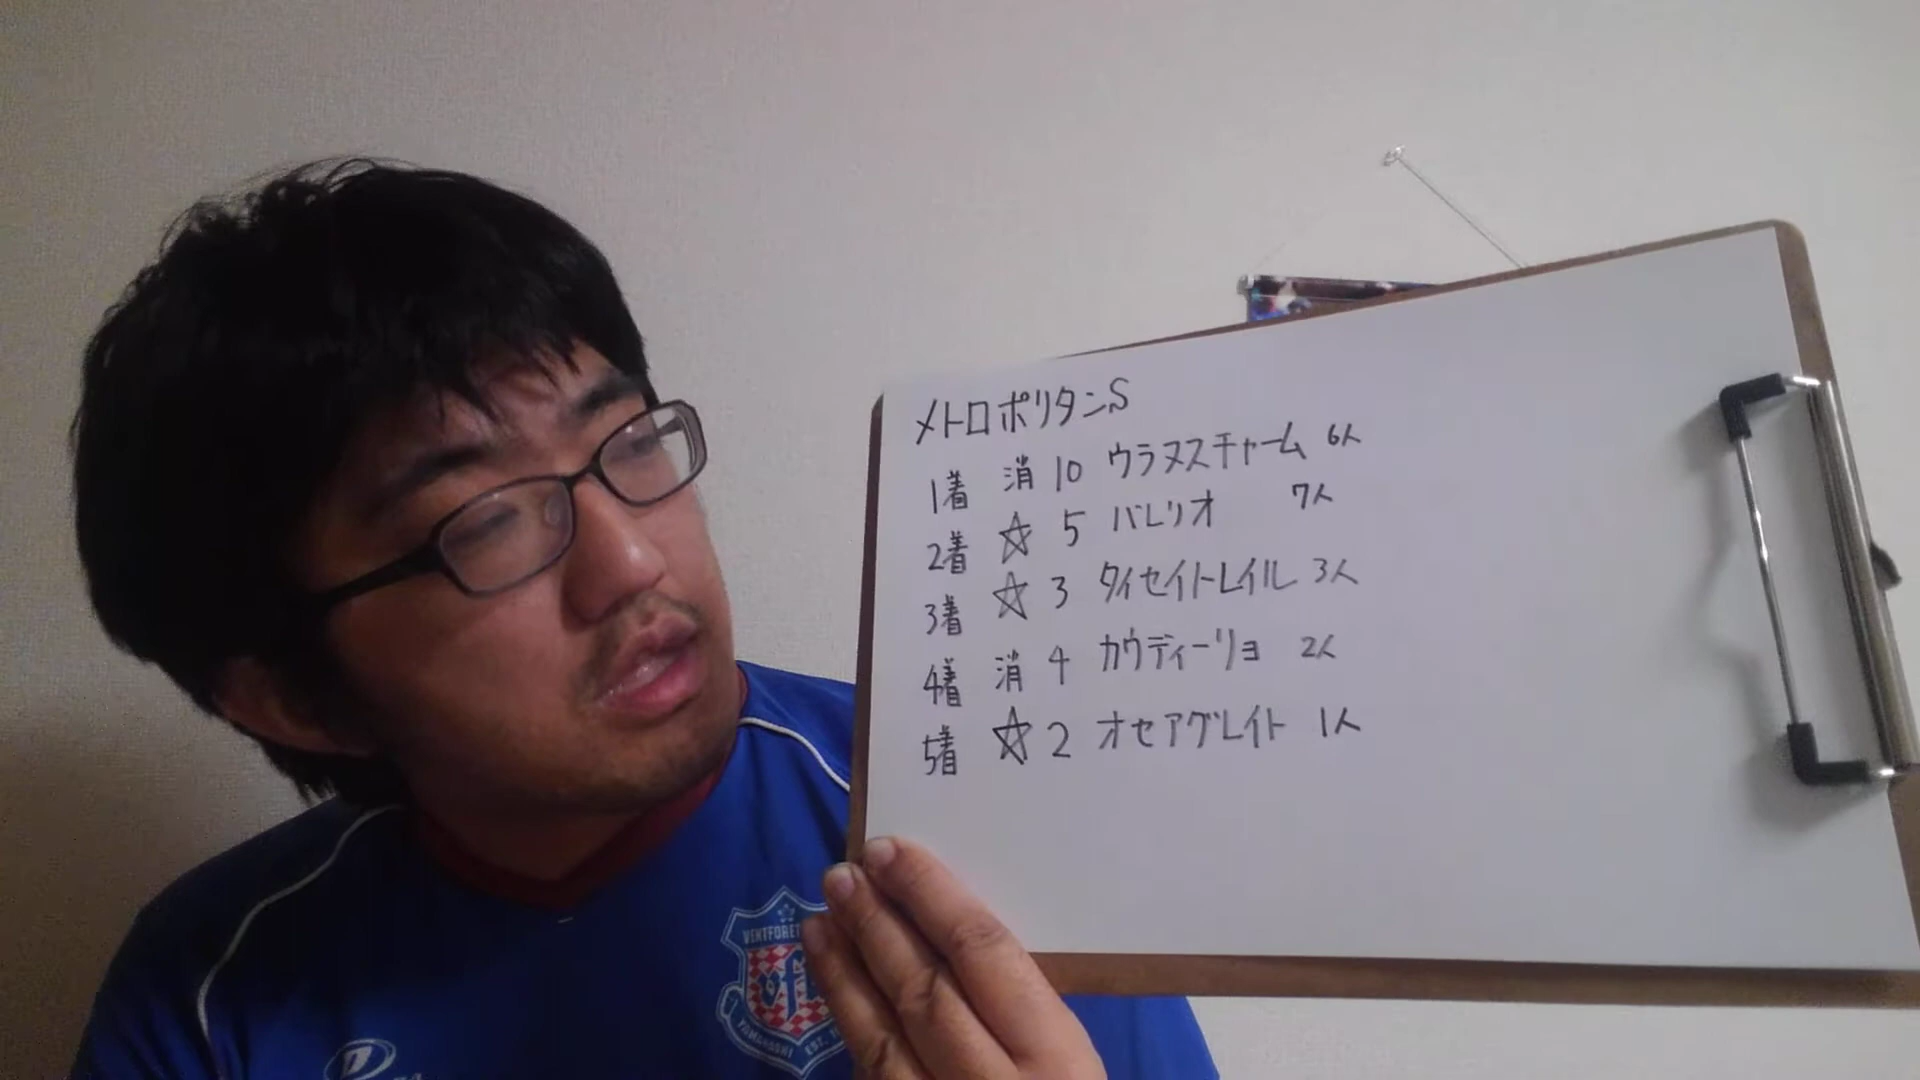 メトロポリタンS
1着 消 10 ウラヌスチャーム 6人
2着 ☆ 5 バレリオ 7人
3着 ☆ 3 タイセイトレイル 3人
4着 消 4 カウディーリョ 2人
5着 ☆ 2 オセアグレイト 1人
VENTFORET
YAMANASHI EST.